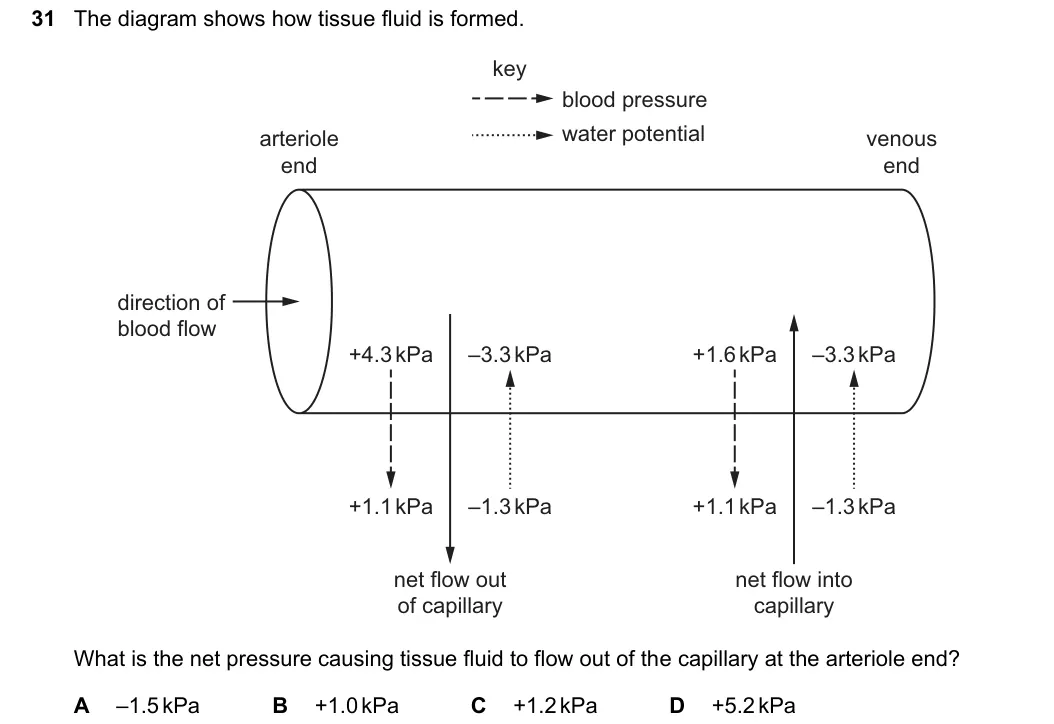 31 The diagram shows how tissue fluid is formed.
key
blood pressure
water potential
arteriole
end
venous
end
direction of
blood flow
+4.3 kPa –3.3 kPa +1.6 kPa –3.3 kPa
+1.1 kPa –1.3 kPa +1.1 kPa –1.3 kPa
net flow out
of capillary
net flow into
capillary
What is the net pressure causing tissue fluid to flow out of the capillary at the arteriole end?
A –1.5 kPa B +1.0 kPa C +1.2 kPa D +5.2 kPa